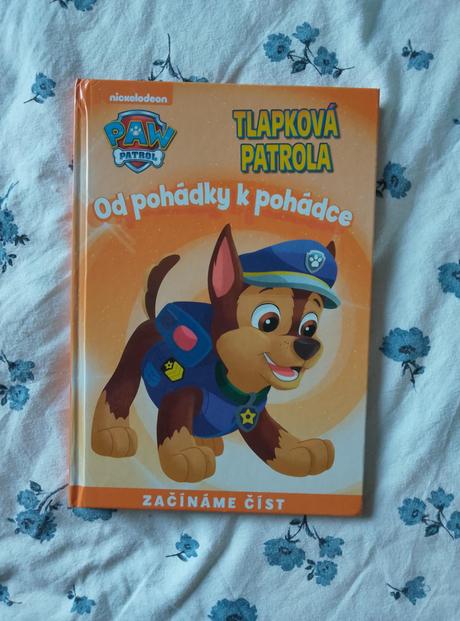 nickelodeon
PAW
PATROL
TLAPKOVÁ
PATROLA
Od pohádky k pohádce
ZAČÍNÁME ČÍST